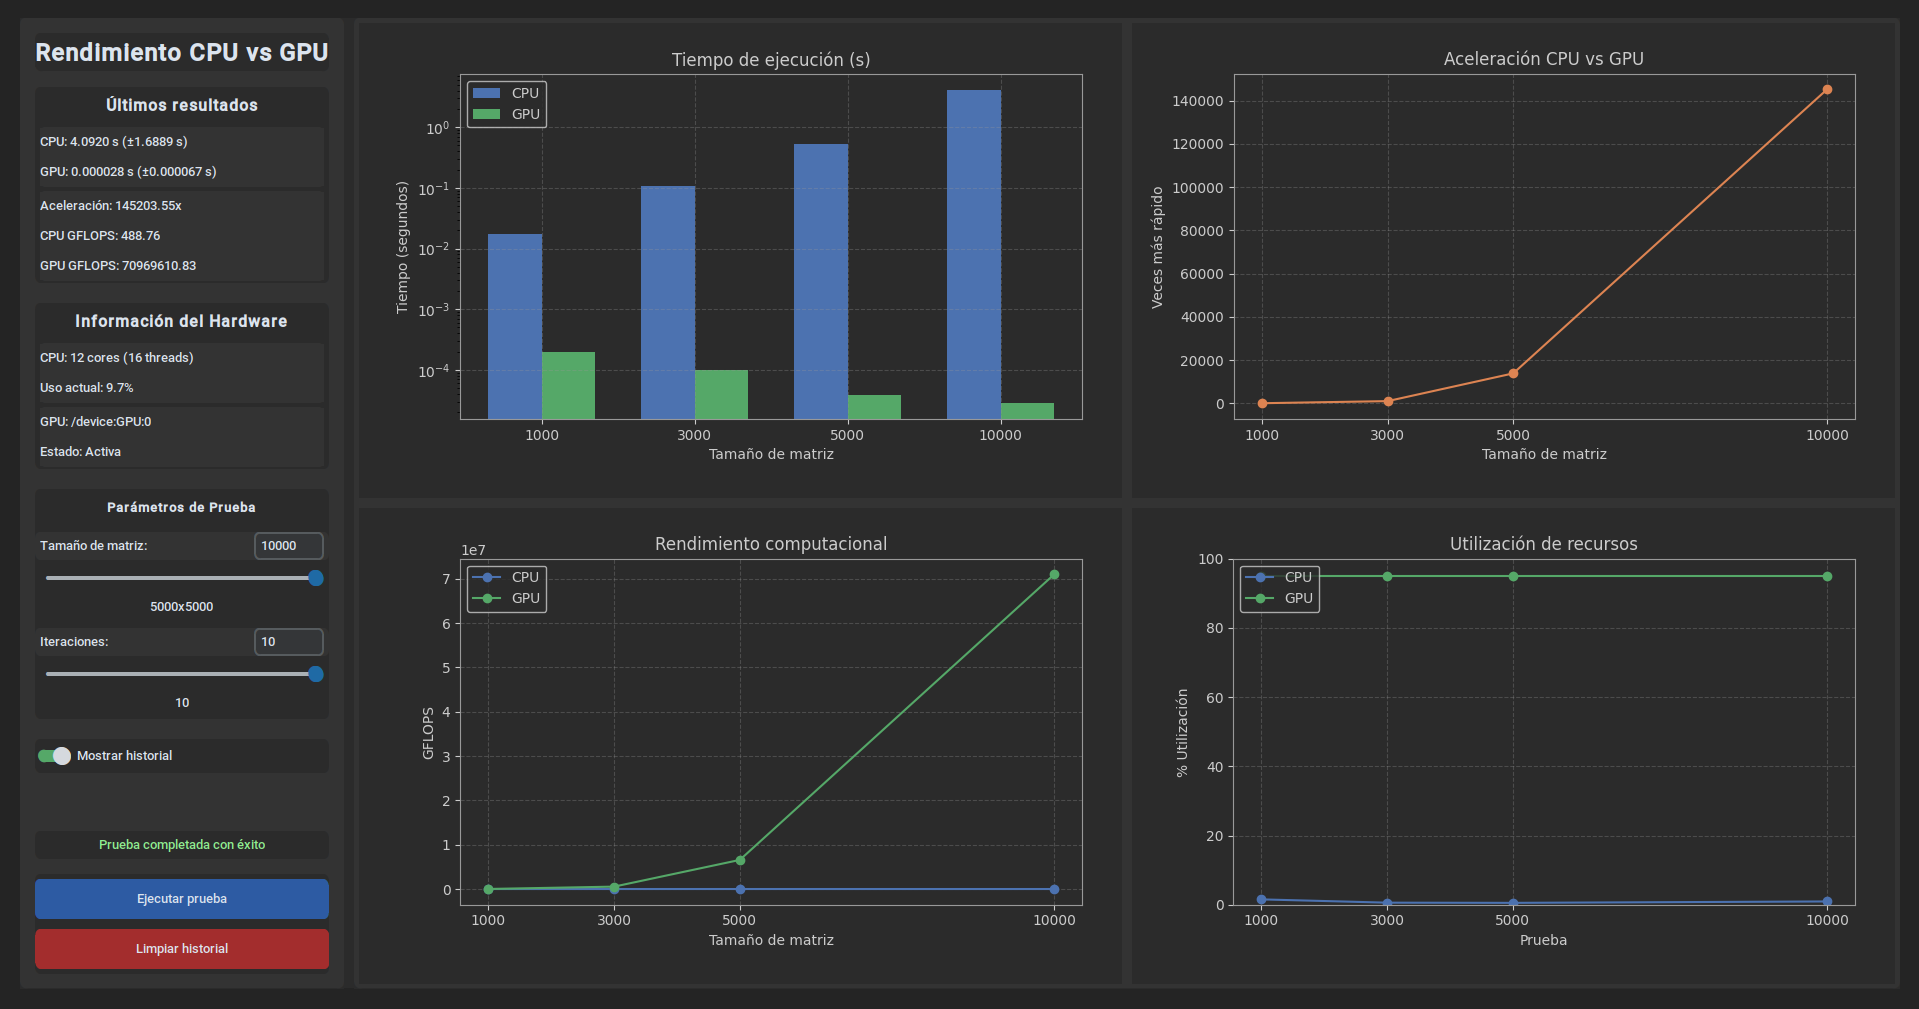 Rendimiento CPU vs GPU
Últimos resultados
CPU: 4.0920 s (±1.6889 s)
GPU: 0.000028 s (±0.000067 s)
Aceleración: 145203.55x
CPU GFLOPS: 488.76
GPU GFLOPS: 70969610.83
Información del Hardware
CPU: 12 cores (16 threads)
Uso actual: 9.7%
GPU: /device:GPU:0
Estado: Activa
Parámetros de Prueba
Tamaño de matriz: 10000
5000x5000
Iteraciones: 10
10
Mostrar historial
Prueba completada con éxito
Ejecutar prueba
Limpiar historial
Tiempo de ejecución (s)
CPU
GPU
Tiempo (segundos)
10⁰
10⁻¹
10⁻²
10⁻³
10⁻⁴
1000 3000 5000 10000
Tamaño de matriz
Aceleración CPU vs GPU
Veces más rápido
140000
120000
100000
80000
60000
40000
20000
0
1000 3000 5000 10000
Tamaño de matriz
Rendimiento computacional
1e7
CPU
GPU
GFLOPS
7
6
5
4
3
2
1
0
1000 3000 5000 10000
Tamaño de matriz
Utilización de recursos
CPU
GPU
% Utilización
100
80
60
40
20
0
1000 3000 5000 10000
Prueba